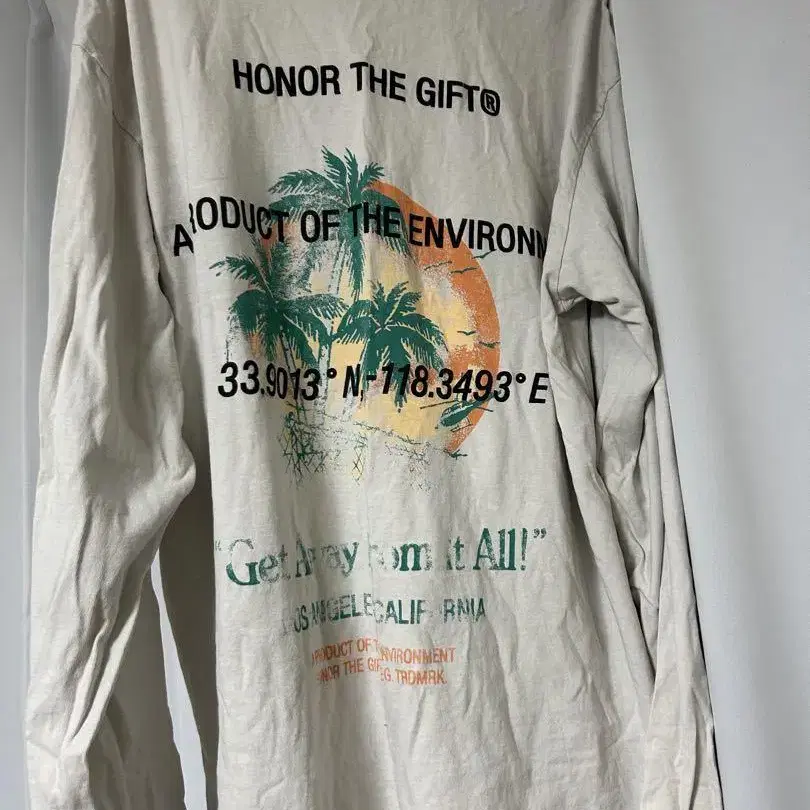 HONOR THE GIFT®
A PRODUCT OF THE ENVIRONM
33.9013° N,-118.3493° E
"Get Away from it All!"
LOS ANGELES CALIFORNIA
A PRODUCT OF THE ENVIRONMENT
HONOR THE GIFT REG. TRDMRK.